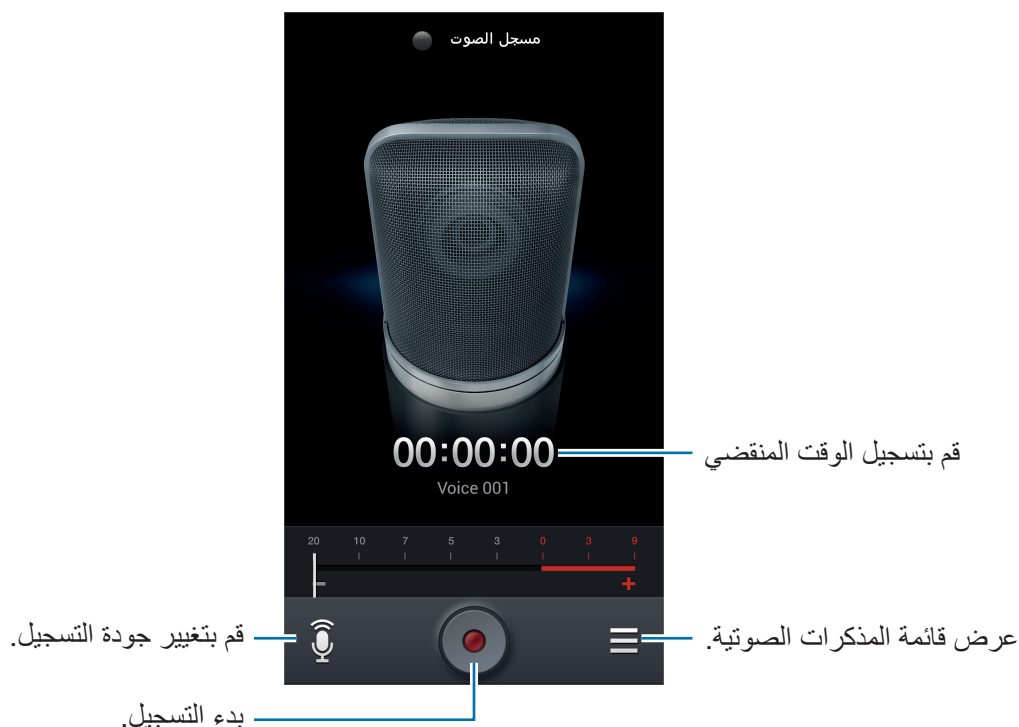 مسجل الصوت
00:00:00
قم بتسجيل الوقت المنقضي
Voice 001
20 10 7 5 3 0 3 9
− +
عرض قائمة المذكرات الصوتية.
قم بتغيير جودة التسجيل.
بدء التسجيل.